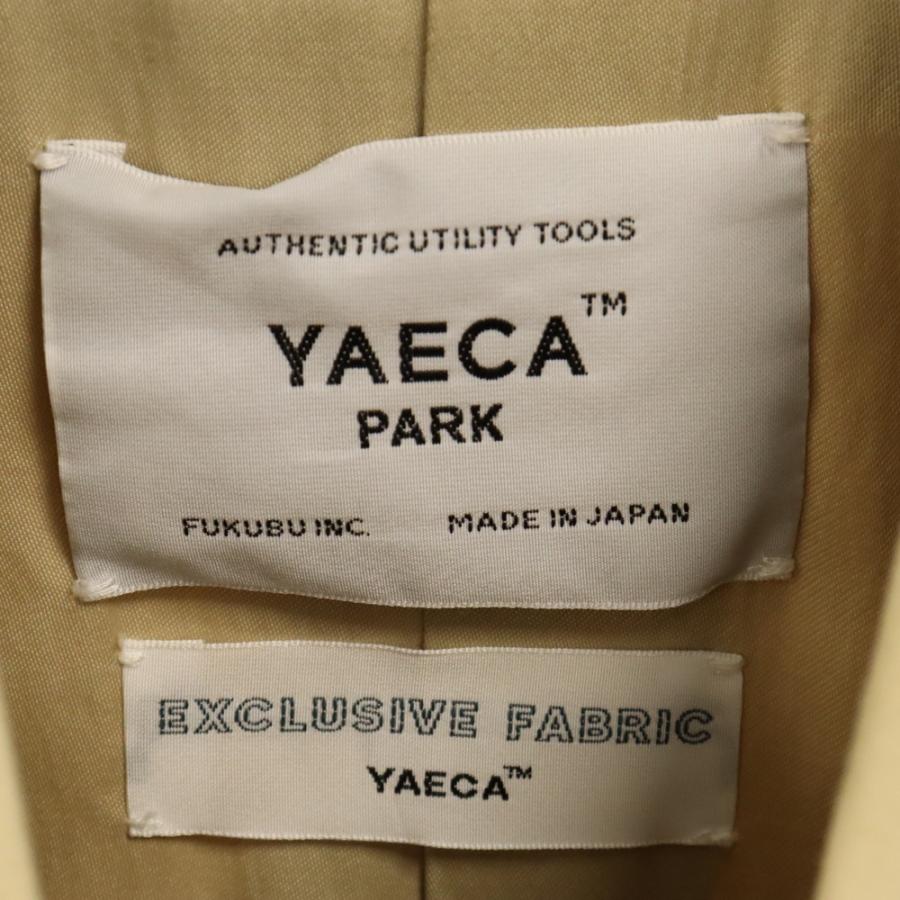 AUTHENTIC UTILITY TOOLS
YAECA™
PARK
FUKUBU INC. MADE IN JAPAN
EXCLUSIVE FABRIC
YAECA™